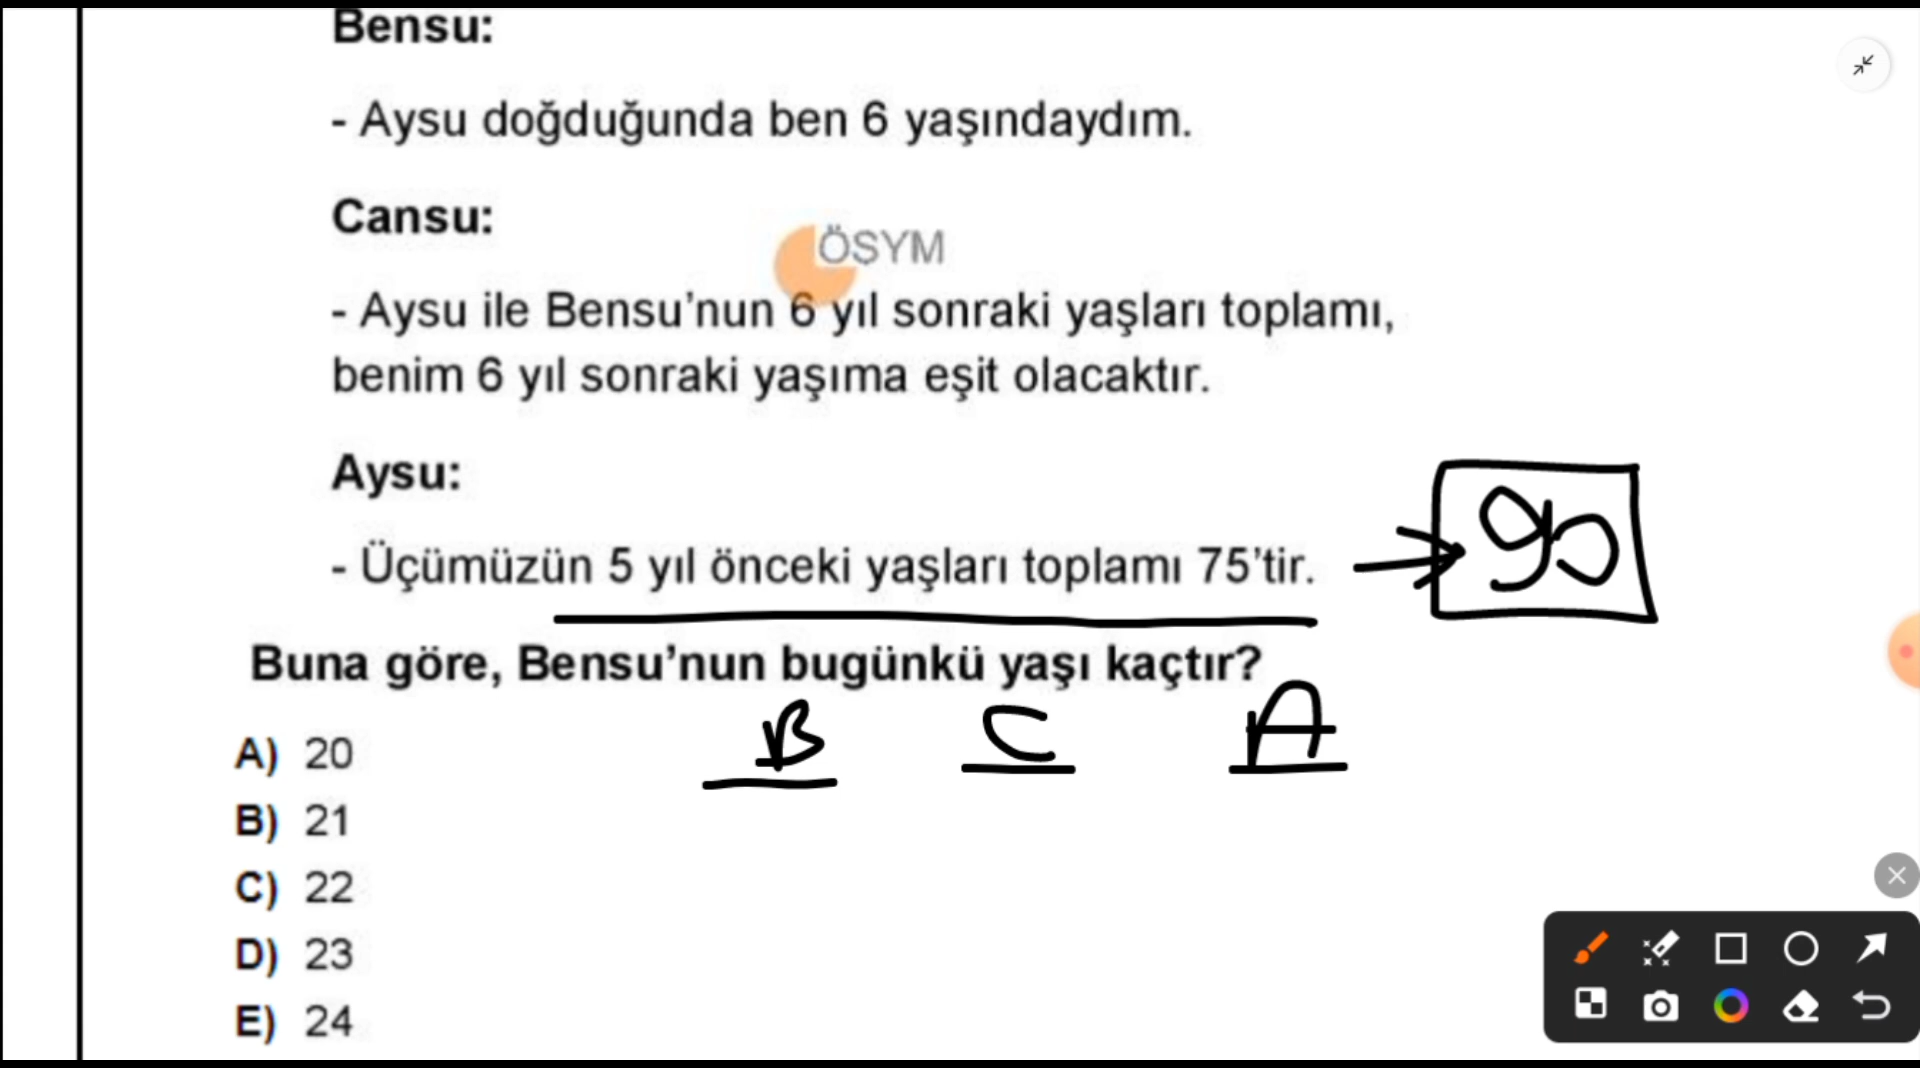 Bensu:
- Aysu doğduğunda ben 6 yaşındaydım.
Cansu:
ÖSYM
- Aysu ile Bensu’nun 6 yıl sonraki yaşları toplamı,
benim 6 yıl sonraki yaşıma eşit olacaktır.
Aysu:
- Üçümüzün 5 yıl önceki yaşları toplamı 75’tir.
90
Buna göre, Bensu’nun bugünkü yaşı kaçtır?
B C A
A) 20
B) 21
C) 22
D) 23
E) 24